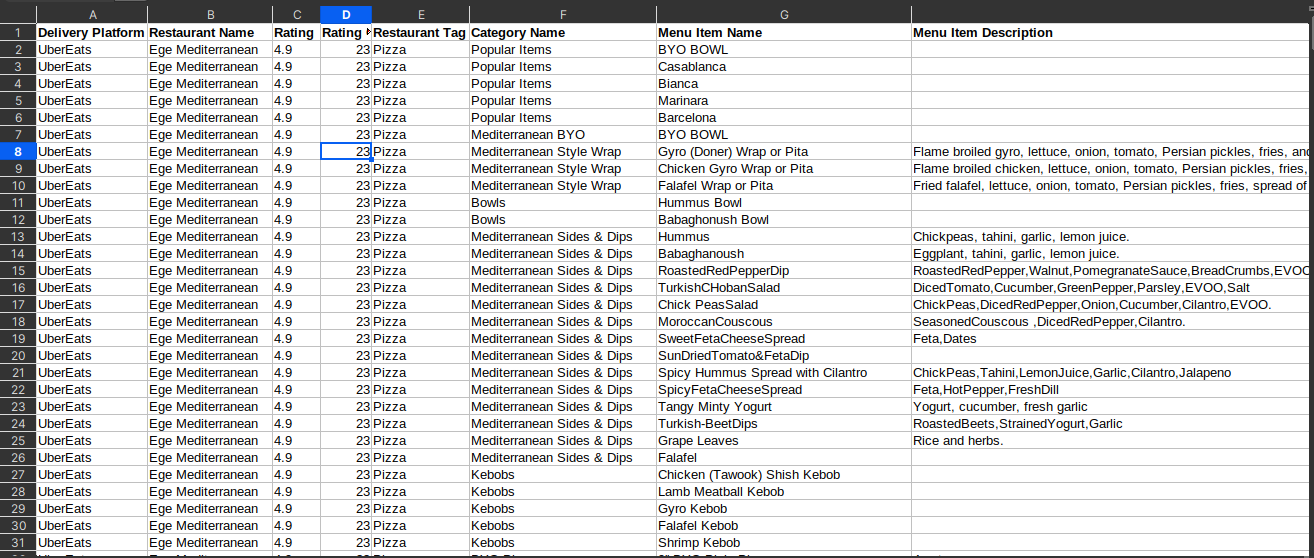 A B C D E F G
1 Delivery Platform Restaurant Name Rating Rating Restaurant Tag Category Name Menu Item Name Menu Item Description
2 UberEats Ege Mediterranean 4.9 23 Pizza Popular Items BYO BOWL
3 UberEats Ege Mediterranean 4.9 23 Pizza Popular Items Casablanca
4 UberEats Ege Mediterranean 4.9 23 Pizza Popular Items Bianca
5 UberEats Ege Mediterranean 4.9 23 Pizza Popular Items Marinara
6 UberEats Ege Mediterranean 4.9 23 Pizza Popular Items Barcelona
7 UberEats Ege Mediterranean 4.9 23 Pizza Mediterranean BYO BYO BOWL
8 UberEats Ege Mediterranean 4.9 23 Pizza Mediterranean Style Wrap Gyro (Doner) Wrap or Pita Flame broiled gyro, lettuce, onion, tomato, Persian pickles, fries, and
9 UberEats Ege Mediterranean 4.9 23 Pizza Mediterranean Style Wrap Chicken Gyro Wrap or Pita Flame broiled chicken, lettuce, onion, tomato, Persian pickles, fries,
10 UberEats Ege Mediterranean 4.9 23 Pizza Mediterranean Style Wrap Falafel Wrap or Pita Fried falafel, lettuce, onion, tomato, Persian pickles, fries, spread of
11 UberEats Ege Mediterranean 4.9 23 Pizza Bowls Hummus Bowl
12 UberEats Ege Mediterranean 4.9 23 Pizza Bowls Babaghonush Bowl
13 UberEats Ege Mediterranean 4.9 23 Pizza Mediterranean Sides & Dips Hummus Chickpeas, tahini, garlic, lemon juice.
14 UberEats Ege Mediterranean 4.9 23 Pizza Mediterranean Sides & Dips Babaghanoush Eggplant, tahini, garlic, lemon juice.
15 UberEats Ege Mediterranean 4.9 23 Pizza Mediterranean Sides & Dips RoastedRedPepperDip RoastedRedPepper,Walnut,PomegranateSauce,BreadCrumbs,EVOO
16 UberEats Ege Mediterranean 4.9 23 Pizza Mediterranean Sides & Dips TurkishCHobanSalad DicedTomato,Cucumber,GreenPepper,Parsley,EVOO,Salt
17 UberEats Ege Mediterranean 4.9 23 Pizza Mediterranean Sides & Dips Chick PeasSalad ChickPeas,DicedRedPepper,Onion,Cucumber,Cilantro,EVOO.
18 UberEats Ege Mediterranean 4.9 23 Pizza Mediterranean Sides & Dips MoroccanCouscous SeasonedCouscous ,DicedRedPepper,Cilantro.
19 UberEats Ege Mediterranean 4.9 23 Pizza Mediterranean Sides & Dips SweetFetaCheeseSpread Feta,Dates
20 UberEats Ege Mediterranean 4.9 23 Pizza Mediterranean Sides & Dips SunDriedTomato&FetaDip
21 UberEats Ege Mediterranean 4.9 23 Pizza Mediterranean Sides & Dips Spicy Hummus Spread with Cilantro ChickPeas,Tahini,LemonJuice,Garlic,Cilantro,Jalapeno
22 UberEats Ege Mediterranean 4.9 23 Pizza Mediterranean Sides & Dips SpicyFetaCheeseSpread Feta,HotPepper,FreshDill
23 UberEats Ege Mediterranean 4.9 23 Pizza Mediterranean Sides & Dips Tangy Minty Yogurt Yogurt, cucumber, fresh garlic
24 UberEats Ege Mediterranean 4.9 23 Pizza Mediterranean Sides & Dips Turkish-BeetDips RoastedBeets,StrainedYogurt,Garlic
25 UberEats Ege Mediterranean 4.9 23 Pizza Mediterranean Sides & Dips Grape Leaves Rice and herbs.
26 UberEats Ege Mediterranean 4.9 23 Pizza Mediterranean Sides & Dips Falafel
27 UberEats Ege Mediterranean 4.9 23 Pizza Kebobs Chicken (Tawook) Shish Kebob
28 UberEats Ege Mediterranean 4.9 23 Pizza Kebobs Lamb Meatball Kebob
29 UberEats Ege Mediterranean 4.9 23 Pizza Kebobs Gyro Kebob
30 UberEats Ege Mediterranean 4.9 23 Pizza Kebobs Falafel Kebob
31 UberEats Ege Mediterranean 4.9 23 Pizza Kebobs Shrimp Kebob